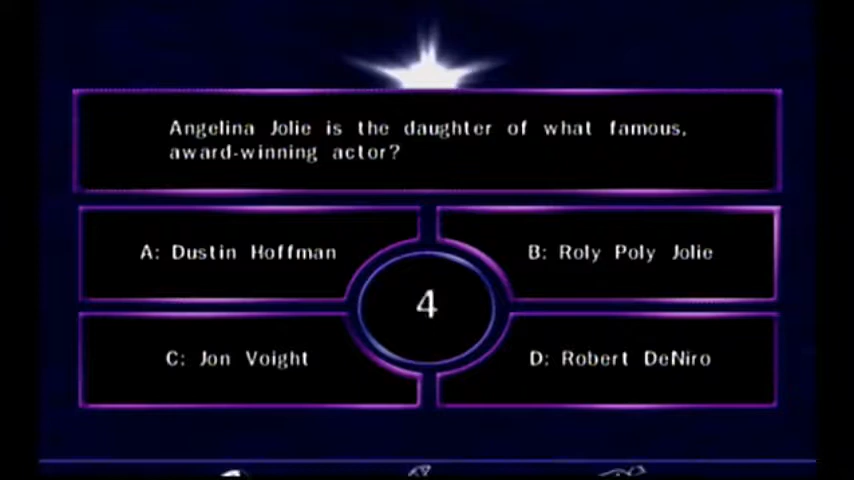 Angelina Jolie is the daughter of what famous,
award-winning actor?
A: Dustin Hoffman
B: Roly Poly Jolie
4
C: Jon Voight
D: Robert DeNiro